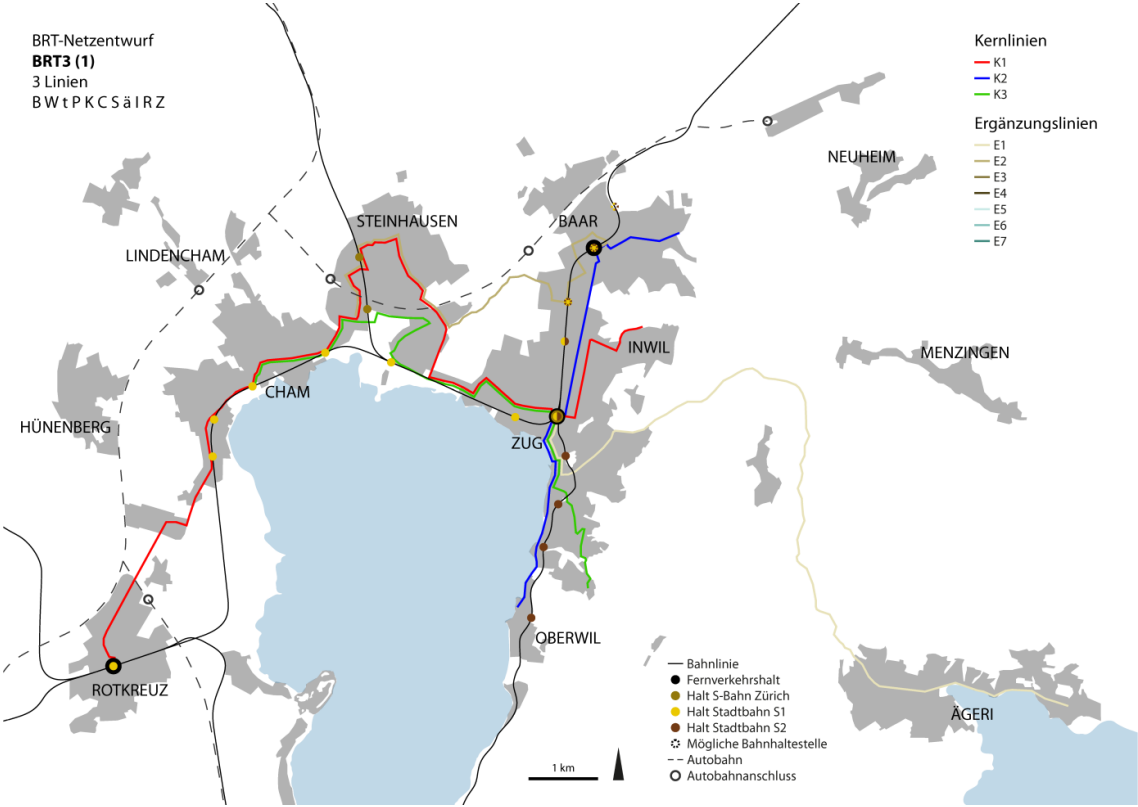 BRT-Netzentwurf
BRT3 (1)
3 Linien
B W t P K C S ä I R Z
Kernlinien
K1
K2
K3
Ergänzungslinien
E1
E2
E3
E4
E5
E6
E7
NEUHEIM
STEINHAUSEN
BAAR
LINDENCHAM
INWIL
MENZINGEN
CHAM
HÜNENBERG
ZUG
OBERWIL
ROTKREUZ
ÄGERI
Bahnlinie
Fernverkehrshalt
Halt S-Bahn Zürich
Halt Stadtbahn S1
Halt Stadtbahn S2
Mögliche Bahnhaltestelle
Autobahn
Autobahnanschluss
1 km